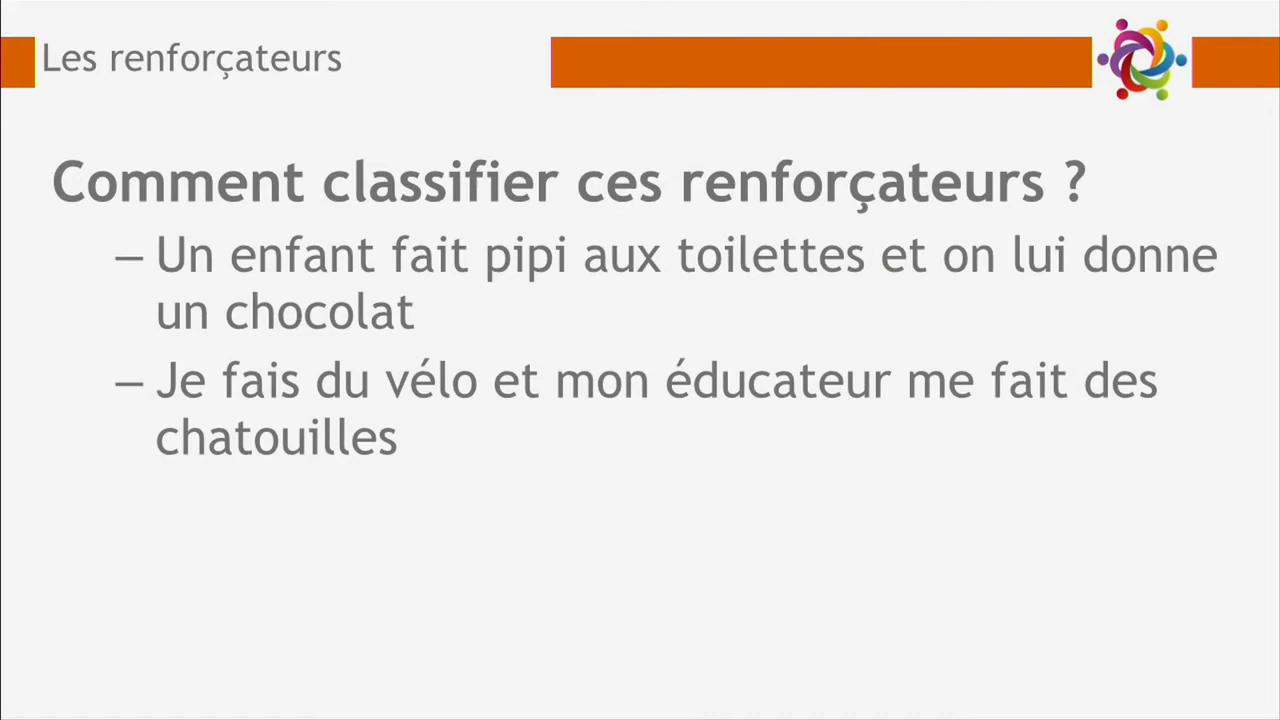 Les renforçateurs
Comment classifier ces renforçateurs ?
– Un enfant fait pipi aux toilettes et on lui donne
un chocolat
– Je fais du vélo et mon éducateur me fait des
chatouilles